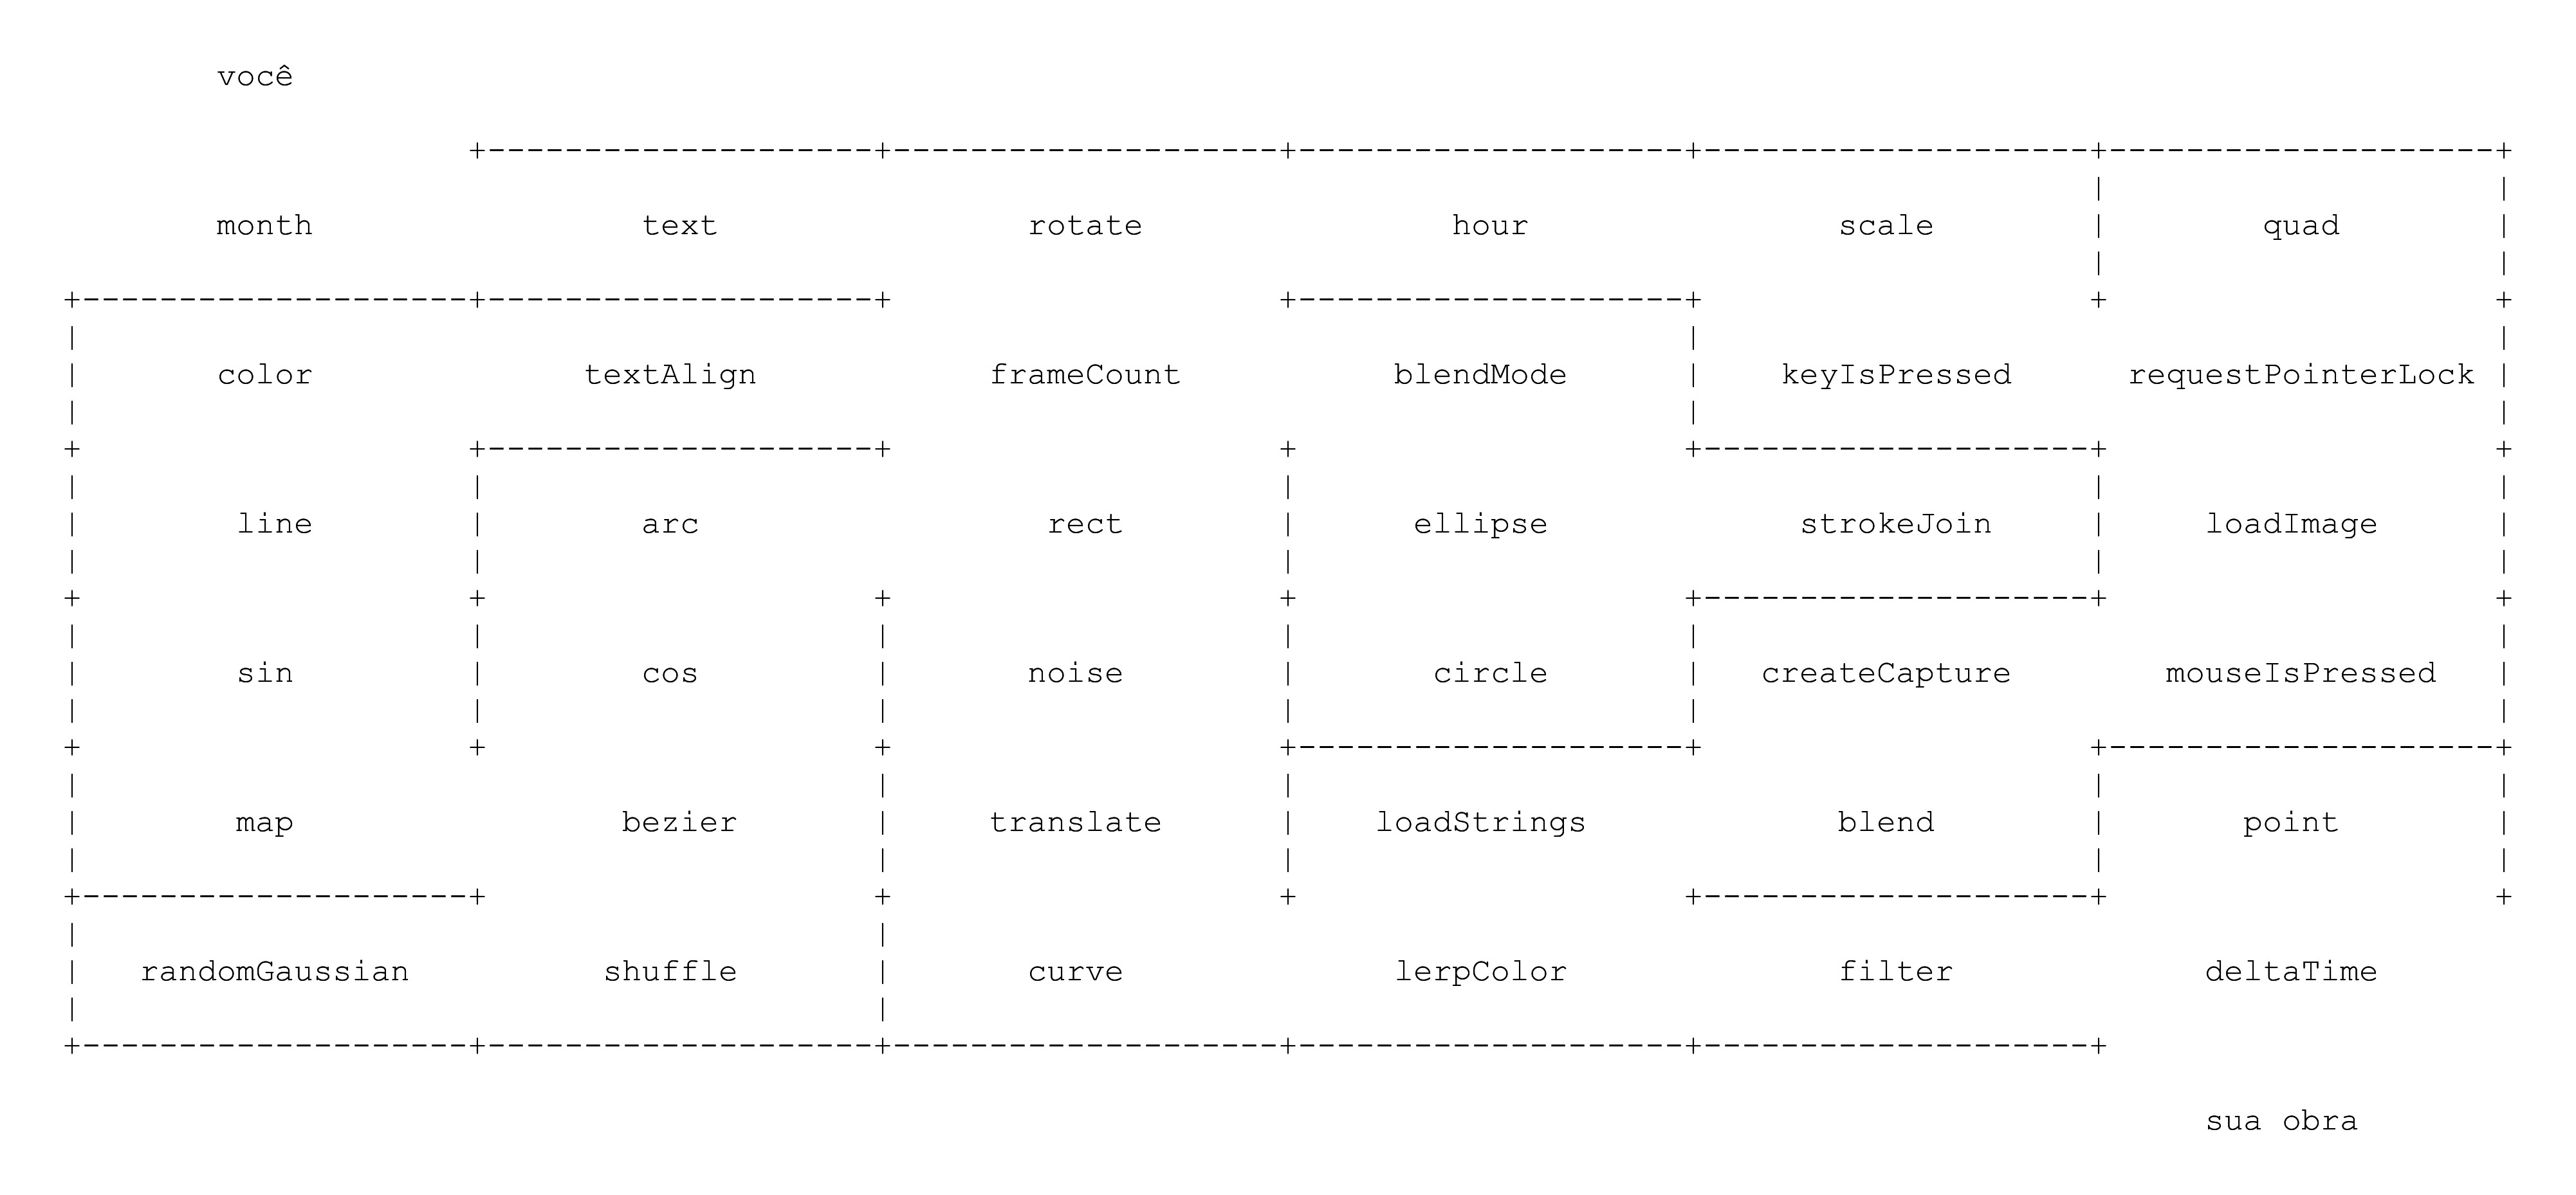 você
month text rotate hour scale quad
color textAlign frameCount blendMode keyIsPressed requestPointerLock
line arc rect ellipse strokeJoin loadImage
sin cos noise circle createCapture mouseIsPressed
map bezier translate loadStrings blend point
randomGaussian shuffle curve lerpColor filter deltaTime
sua obra